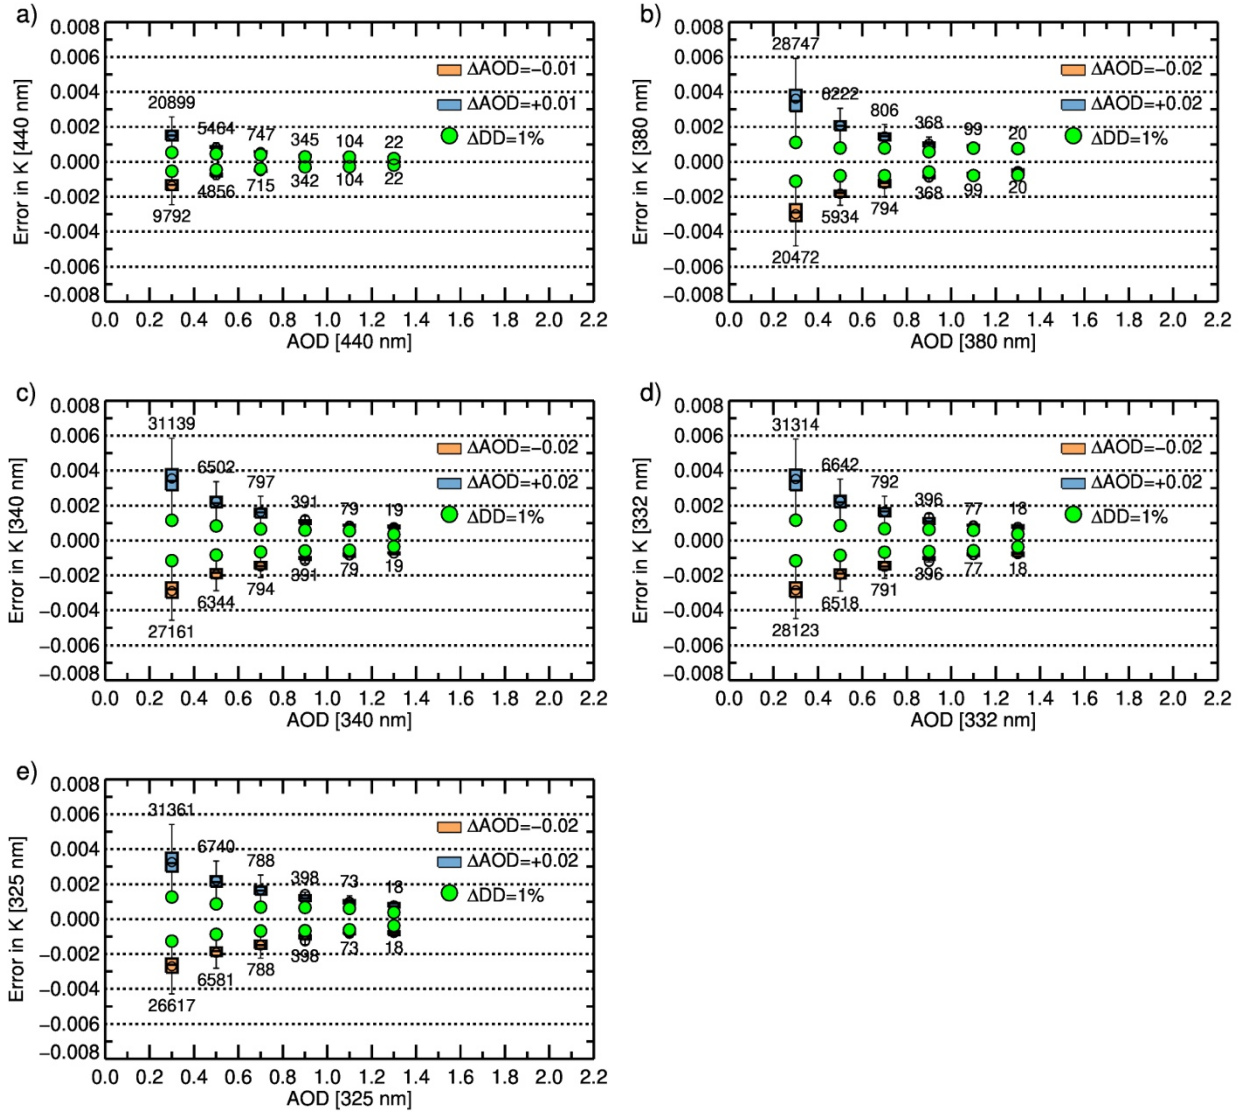 a)
0.008
0.006
0.004
0.002
0.000
-0.002
-0.004
-0.006
-0.008
Error in K [440 nm]
20899 5464 747 345 104 22
9792 4856 715 342 104 22
ΔAOD=−0.01
ΔAOD=+0.01
ΔDD=1%
0.0 0.2 0.4 0.6 0.8 1.0 1.2 1.4 1.6 1.8 2.0 2.2
AOD [440 nm]
b)
0.008
0.006
0.004
0.002
0.000
−0.002
−0.004
−0.006
−0.008
Error in K [380 nm]
28747 6222 806 368 99 20
20472 5934 794 368 99 20
ΔAOD=−0.02
ΔAOD=+0.02
ΔDD=1%
0.0 0.2 0.4 0.6 0.8 1.0 1.2 1.4 1.6 1.8 2.0 2.2
AOD [380 nm]
c)
0.008
0.006
0.004
0.002
0.000
−0.002
−0.004
−0.006
−0.008
Error in K [340 nm]
31139 6502 797 391 79 19
27161 6344 794 391 79 19
ΔAOD=−0.02
ΔAOD=+0.02
ΔDD=1%
0.0 0.2 0.4 0.6 0.8 1.0 1.2 1.4 1.6 1.8 2.0 2.2
AOD [340 nm]
d)
0.008
0.006
0.004
0.002
0.000
−0.002
−0.004
−0.006
−0.008
Error in K [332 nm]
31314 6642 792 396 77 18
28123 6518 791 396 77 18
ΔAOD=−0.02
ΔAOD=+0.02
ΔDD=1%
0.0 0.2 0.4 0.6 0.8 1.0 1.2 1.4 1.6 1.8 2.0 2.2
AOD [332 nm]
e)
0.008
0.006
0.004
0.002
0.000
−0.002
−0.004
−0.006
−0.008
Error in K [325 nm]
31361 6740 788 398 73 18
26617 6581 788 398 73 18
ΔAOD=−0.02
ΔAOD=+0.02
ΔDD=1%
0.0 0.2 0.4 0.6 0.8 1.0 1.2 1.4 1.6 1.8 2.0 2.2
AOD [325 nm]